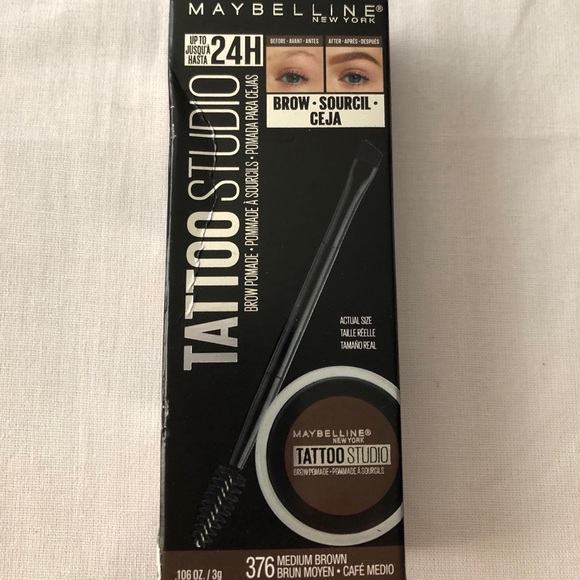 MAYBELLINE®
NEW YORK
UP TO
JUSQU'À
HASTA
24H
BEFORE • AVANT • ANTES
AFTER • APRÈS • DESPUÉS
BROW • SOURCIL •
CEJA
TATTOO STUDIO
BROW POMADE • POMMADE À SOURCILS • POMADA PARA CEJAS
ACTUAL SIZE
TAILLE RÉELLE
TAMAÑO REAL
MAYBELLINE®
NEW YORK
TATTOO STUDIO
BROW POMADE • POMMADE À SOURCILS
.106 OZ. / 3g
376 MEDIUM BROWN
BRUN MOYEN • CAFÉ MEDIO